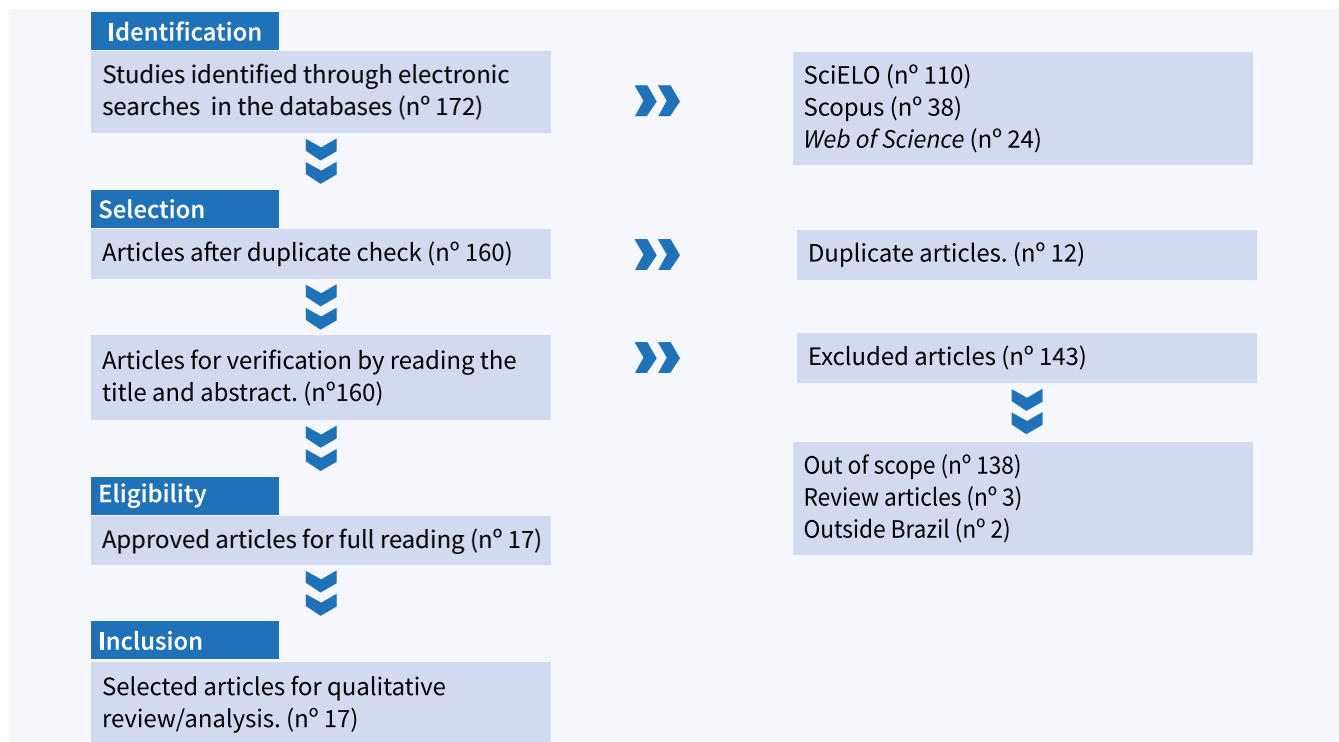 Identification
Studies identified through electronic
searches in the databases (nº 172)
SciELO (nº 110)
Scopus (nº 38)
Web of Science (nº 24)
Selection
Articles after duplicate check (nº 160)
Duplicate articles. (nº 12)
Articles for verification by reading the
title and abstract. (nº160)
Excluded articles (nº 143)
Out of scope (nº 138)
Review articles (nº 3)
Outside Brazil (nº 2)
Eligibility
Approved articles for full reading (nº 17)
Inclusion
Selected articles for qualitative
review/analysis. (nº 17)